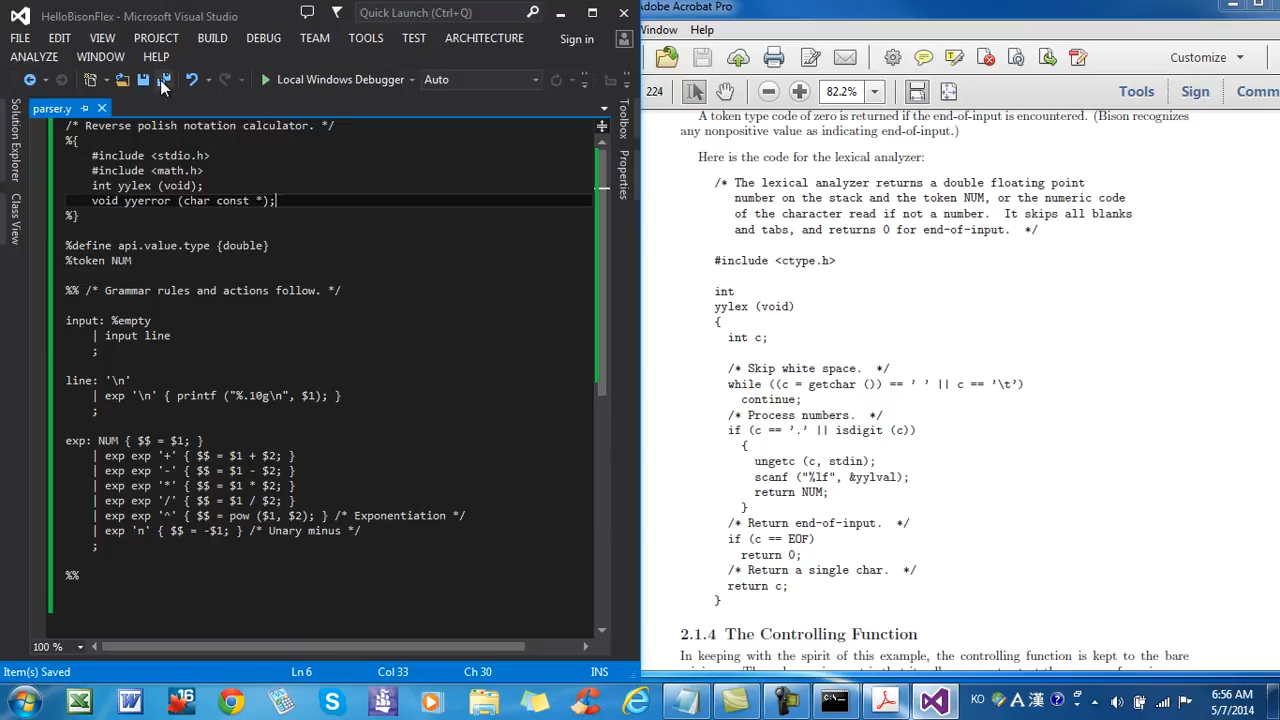 HelloBisonFlex - Microsoft Visual Studio
Quick Launch (Ctrl+Q)
FILE EDIT VIEW PROJECT BUILD DEBUG TEAM TOOLS TEST ARCHITECTURE Sign in
ANALYZE WINDOW HELP
Local Windows Debugger Auto
parser.y
Solution Explorer
Class View
Toolbox
Properties
/* Reverse polish notation calculator. */
%{
#include <stdio.h>
#include <math.h>
int yylex (void);
void yyerror (char const *);
%}
%define api.value.type {double}
%token NUM
%% /* Grammar rules and actions follow. */
input: %empty
| input line
;
line: '\n'
| exp '\n' { printf ("%.10g\n", $1); }
;
exp: NUM { $$ = $1; }
| exp exp '+' { $$ = $1 + $2; }
| exp exp '-' { $$ = $1 - $2; }
| exp exp '*' { $$ = $1 * $2; }
| exp exp '/' { $$ = $1 / $2; }
| exp exp '^' { $$ = pow ($1, $2); } /* Exponentiation */
| exp 'n' { $$ = -$1; } /* Unary minus */
;
%%
100 %
Item(s) Saved Ln 6 Col 33 Ch 30 INS
Adobe Acrobat Pro
Window Help
Customize
224 82.2% Tools Sign Comm
A token type code of zero is returned if the end-of-input is encountered. (Bison recognizes
any nonpositive value as indicating end-of-input.)
Here is the code for the lexical analyzer:
/* The lexical analyzer returns a double floating point
number on the stack and the token NUM, or the numeric code
of the character read if not a number. It skips all blanks
and tabs, and returns 0 for end-of-input. */
#include <ctype.h>
int
yylex (void)
{
int c;
/* Skip white space. */
while ((c = getchar ()) == ’ ’ || c == ’\t’)
continue;
/* Process numbers. */
if (c == ’.’ || isdigit (c))
{
ungetc (c, stdin);
scanf ("%lf", &yylval);
return NUM;
}
/* Return end-of-input. */
if (c == EOF)
return 0;
/* Return a single char. */
return c;
}
2.1.4 The Controlling Function
In keeping with the spirit of this example, the controlling function is kept to the bare
16
KO A 漢
6:56 AM
5/7/2014